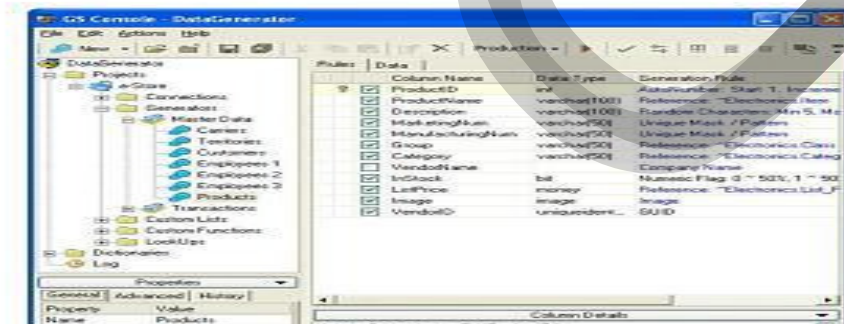 GS Console - DataGenerator
File Edit Actions Help
New Production
DataGenerator
Projects
e-Store
Connections
Generators
Master Data
Carriers
Territories
Customers
Employees 1
Employees 2
Employees 3
Products
Transactions
Custom Lists
Custom Functions
LookUps
Dictionaries
Log
Properties
General Advanced History
Property Value
Name Products
Rules Data
Column Name Data Type Generation Rule
ProductID int AutoNumber: Start 1, Increme
ProductName varchar(100) Reference: "Electronics.Item
Description varchar(100) Random Characters: Min 5, Ma
MarketingNum varchar(50) Unique Mask / Pattern
ManufacturingNum varchar(50) Unique Mask / Pattern
Group varchar(50) Reference: "Electronics.Class
Category varchar(50) Reference: "Electronics.Categ
VendorName Company Name
InStock bit Numeric Flag: 0 ~ 50%, 1 ~ 50
ListPrice money Reference: "Electronics.List_P
Image image Image
VendorID uniqueident... GUID
Column Details